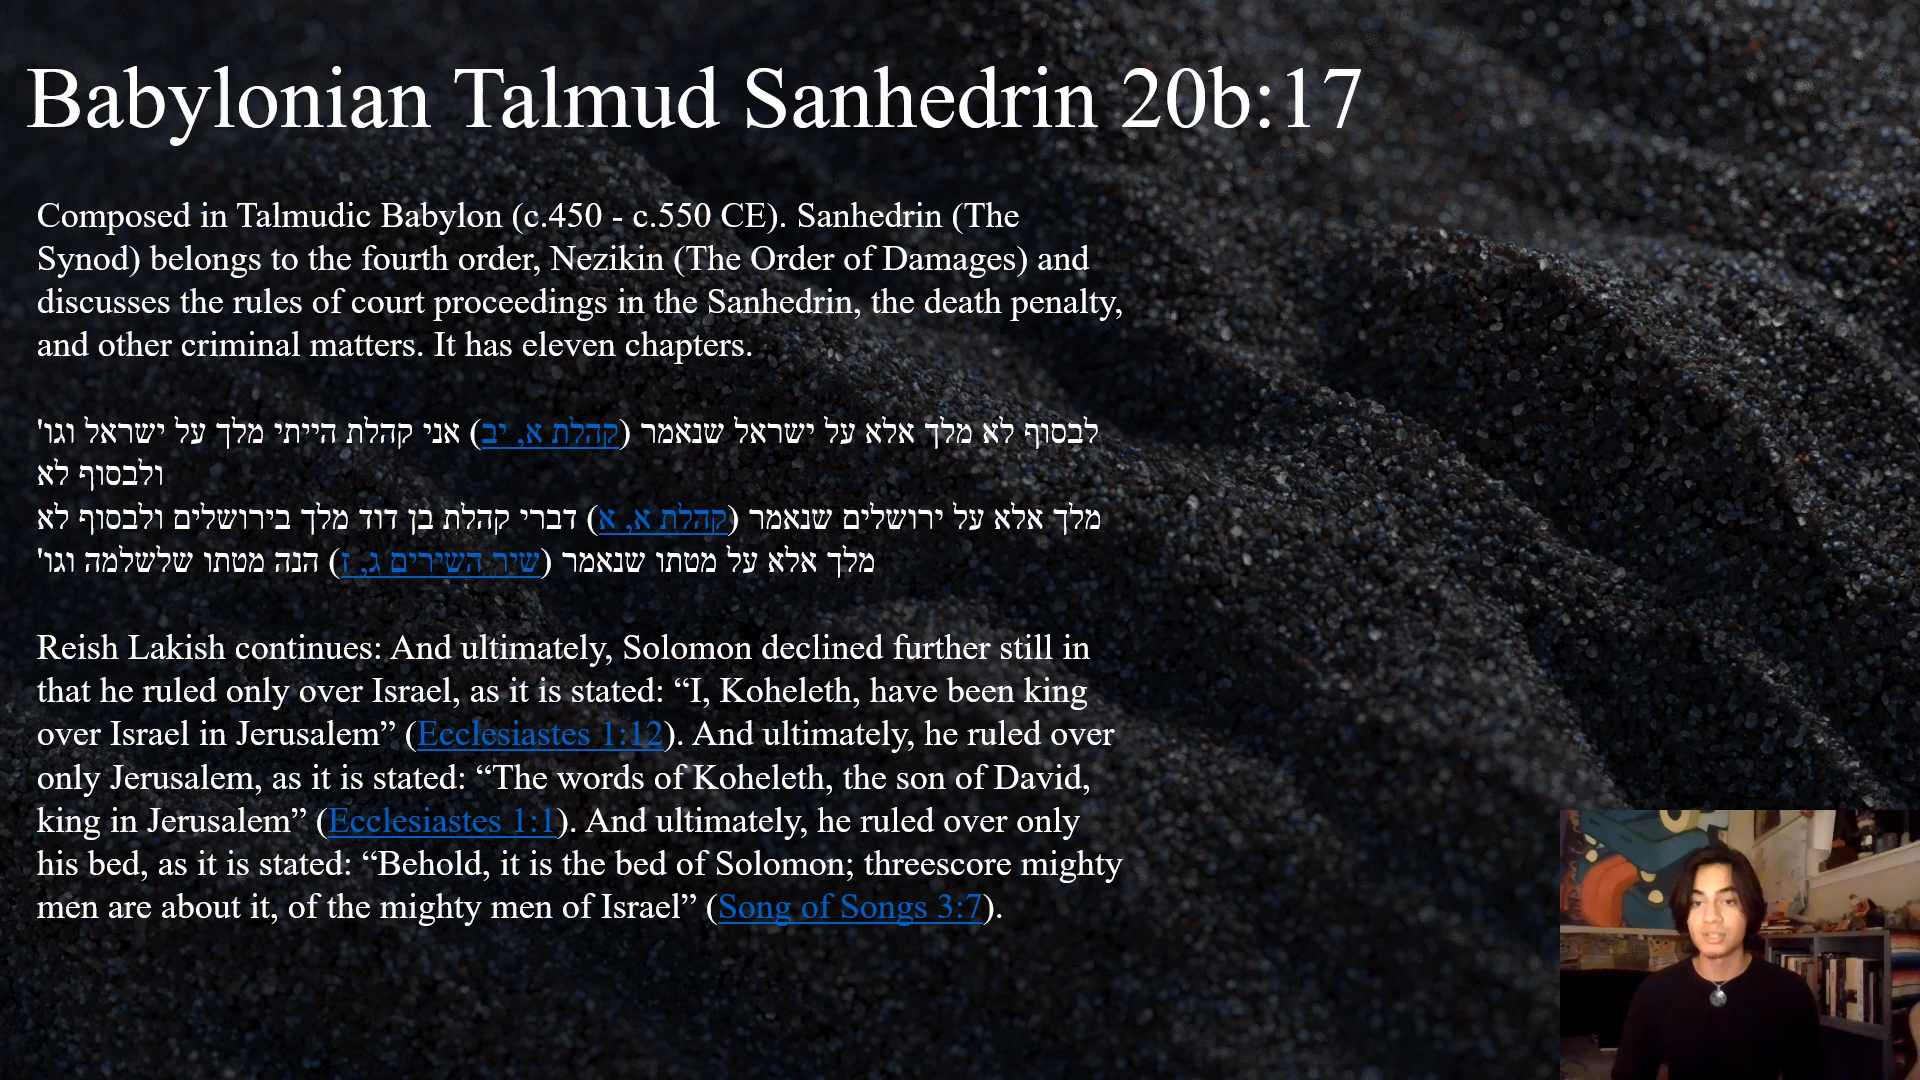 Babylonian Talmud Sanhedrin 20b:17
Composed in Talmudic Babylon (c.450 - c.550 CE). Sanhedrin (The
Synod) belongs to the fourth order, Nezikin (The Order of Damages) and
discusses the rules of court proceedings in the Sanhedrin, the death penalty,
and other criminal matters. It has eleven chapters.
לבסוף לא מלך אלא על ישראל שנאמר (קהלת א, יב) אני קהלת הייתי מלך על ישראל וגו'
ולבסוף לא
מלך אלא על ירושלים שנאמר (קהלת א, א) דברי קהלת בן דוד מלך בירושלים ולבסוף לא
מלך אלא על מטתו שנאמר (שיר השירים ג, ז) הנה מטתו שלשלמה וגו'
Reish Lakish continues: And ultimately, Solomon declined further still in
that he ruled only over Israel, as it is stated: “I, Koheleth, have been king
over Israel in Jerusalem” (Ecclesiastes 1:12). And ultimately, he ruled over
only Jerusalem, as it is stated: “The words of Koheleth, the son of David,
king in Jerusalem” (Ecclesiastes 1:1). And ultimately, he ruled over only
his bed, as it is stated: “Behold, it is the bed of Solomon; threescore mighty
men are about it, of the mighty men of Israel” (Song of Songs 3:7).